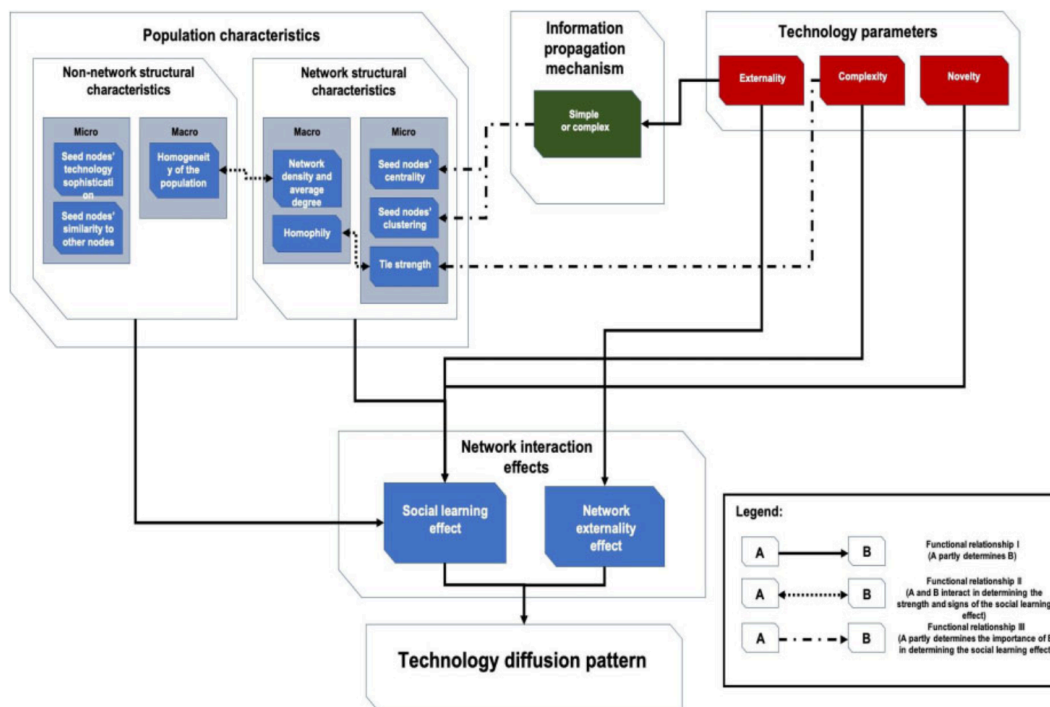 Population characteristics
Non-network structural
characteristics
Micro
Seed nodes'
technology
sophisticati
on
Seed nodes'
similarity to
other nodes
Macro
Homogeneit
y of the
population
Network structural
characteristics
Macro
Network
density and
average
degree
Homophily
Micro
Seed nodes'
centrality
Seed nodes'
clustering
Tie strength
Information
propagation
mechanism
Simple
or complex
Technology parameters
Externality
Complexity
Novelty
Network interaction
effects
Social learning
effect
Network
externality
effect
Technology diffusion pattern
Legend:
A
B
Functional relationship I
(A partly determines B)
A
B
Functional relationship II
(A and B interact in determining the
strength and signs of the social learning
effect)
A
B
Functional relationship III
(A partly determines the importance of B
in determining the social learning effect